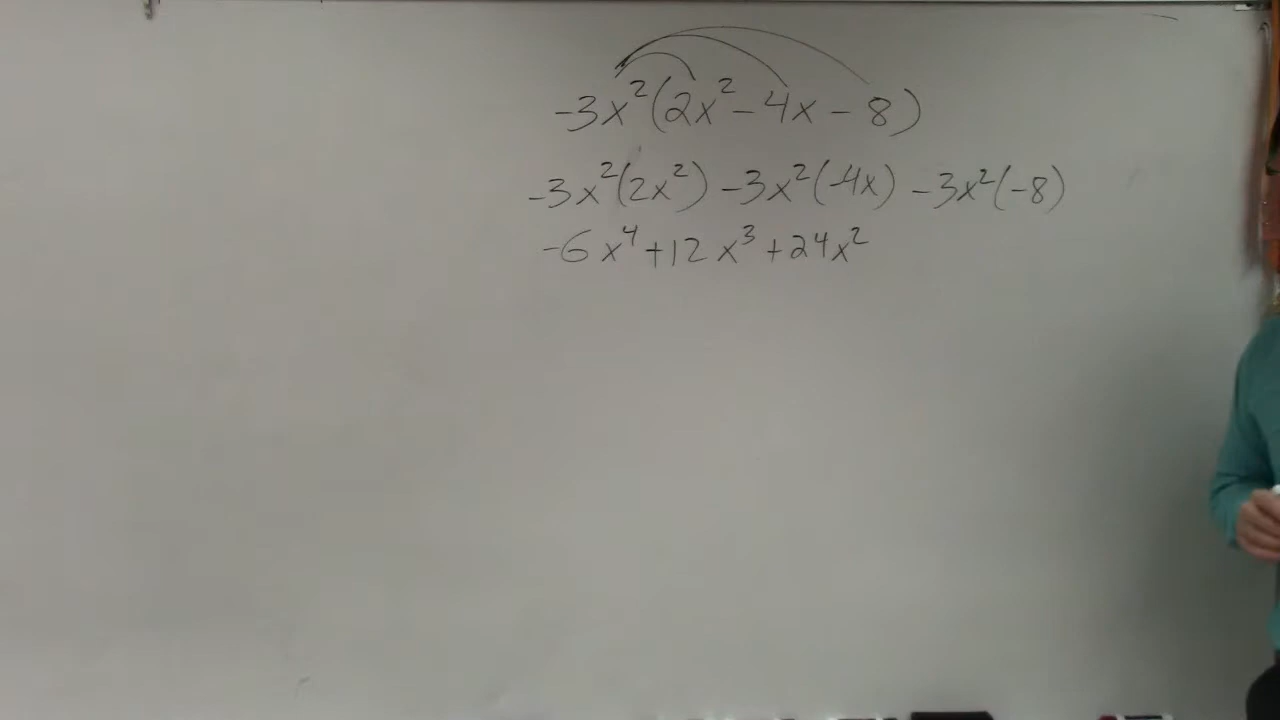 -3x²(2x²-4x-8)
-3x²(2x²) -3x²(-4x) -3x²(-8)
-6x⁴+12x³+24x²